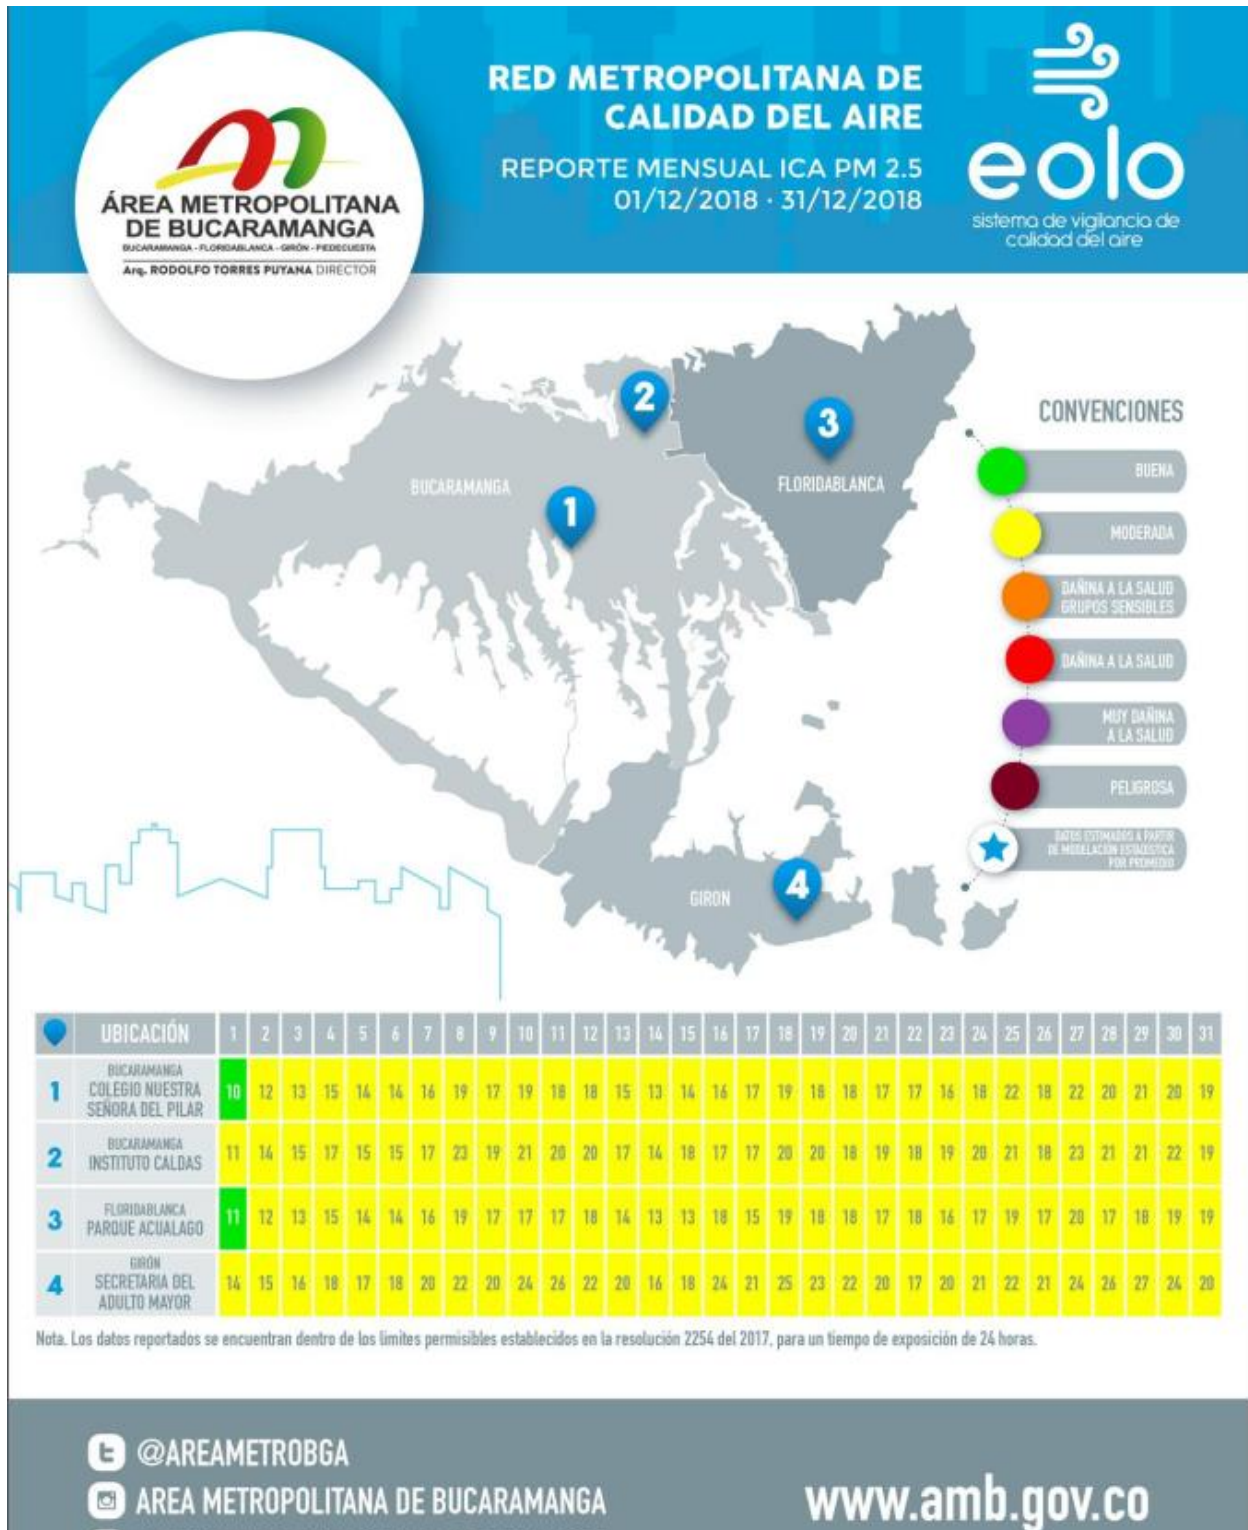 ÁREA METROPOLITANA
DE BUCARAMANGA
BUCARAMANGA - FLORIDABLANCA - GIRÓN - PIEDECUESTA
Arq. RODOLFO TORRES PUYANA DIRECTOR
RED METROPOLITANA DE
CALIDAD DEL AIRE
REPORTE MENSUAL ICA PM 2.5
01/12/2018 · 31/12/2018
eolo
sistema de vigilancia de
calidad del aire
2
3
BUCARAMANGA
FLORIDABLANCA
1
GIRON
4
CONVENCIONES
BUENA
MODERADA
DAÑINA A LA SALUD
GRUPOS SENSIBLES
DAÑINA A LA SALUD
MUY DAÑINA
A LA SALUD
PELIGROSA
DATOS ESTIMADOS A PARTIR
DE MODELACIÓN ESTADÍSTICA
POR PROMEDIO
UBICACIÓN 1 2 3 4 5 6 7 8 9 10 11 12 13 14 15 16 17 18 19 20 21 22 23 24 25 26 27 28 29 30 31
1 BUCARAMANGA
COLEGIO NUESTRA
SEÑORA DEL PILAR
10 12 13 15 14 14 16 19 17 19 18 18 15 13 14 16 17 19 18 18 17 17 16 18 22 18 22 20 21 20 19
2 BUCARAMANGA
INSTITUTO CALDAS
11 14 15 17 15 15 17 23 19 21 20 20 17 14 18 17 17 20 20 18 19 18 19 20 21 18 23 21 21 22 19
3 FLORIDABLANCA
PARQUE ACUALAGO
11 12 13 15 14 14 16 19 17 17 17 18 14 13 13 18 15 19 18 18 17 18 16 17 19 17 20 17 18 19 19
4 GIRÓN
SECRETARIA DEL
ADULTO MAYOR
14 15 16 18 17 18 20 22 20 24 26 22 20 16 18 24 21 25 23 22 20 17 20 21 22 21 24 26 27 24 20
Nota. Los datos reportados se encuentran dentro de los limites permisibles establecidos en la resolución 2254 del 2017, para un tiempo de exposición de 24 horas.
@AREAMETROBGA
AREA METROPOLITANA DE BUCARAMANGA
www.amb.gov.co